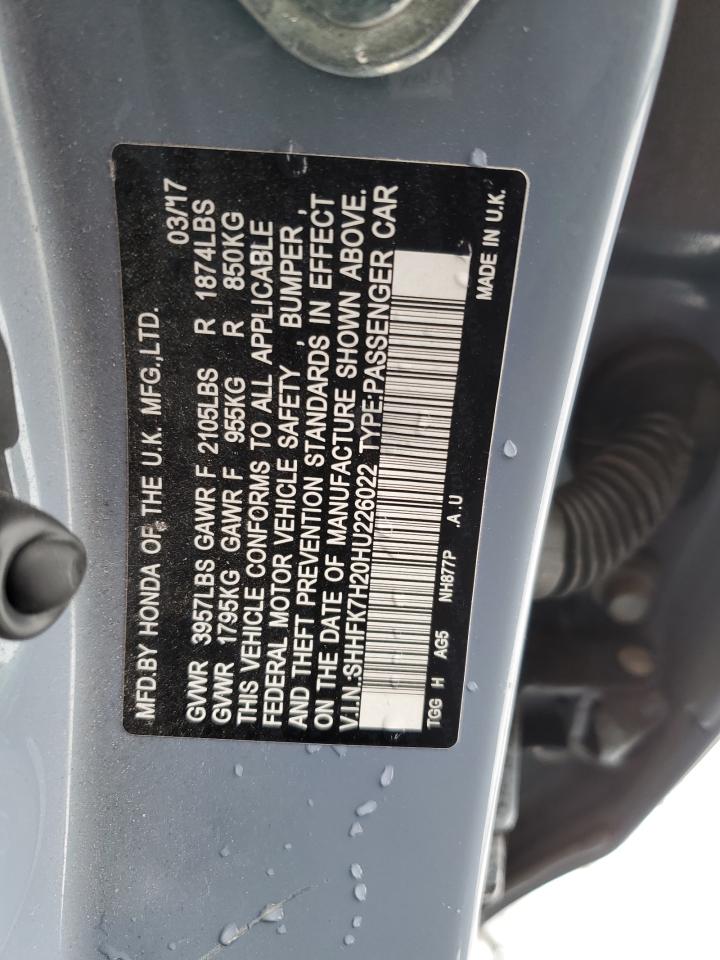 MFD.BY HONDA OF THE U.K. MFG.,LTD. 03/17
GVWR 3957LBS GAWR F 2105LBS R 1874LBS
GVWR 1795KG GAWR F 955KG R 850KG
THIS VEHICLE CONFORMS TO ALL APPLICABLE
FEDERAL MOTOR VEHICLE SAFETY , BUMPER ,
AND THEFT PREVENTION STANDARDS IN EFFECT
ON THE DATE OF MANUFACTURE SHOWN ABOVE.
V.I.N.:SHHFK7H20HU226022 TYPE:PASSENGER CAR
TGG H AG5 NH877P .A.U MADE IN U.K.